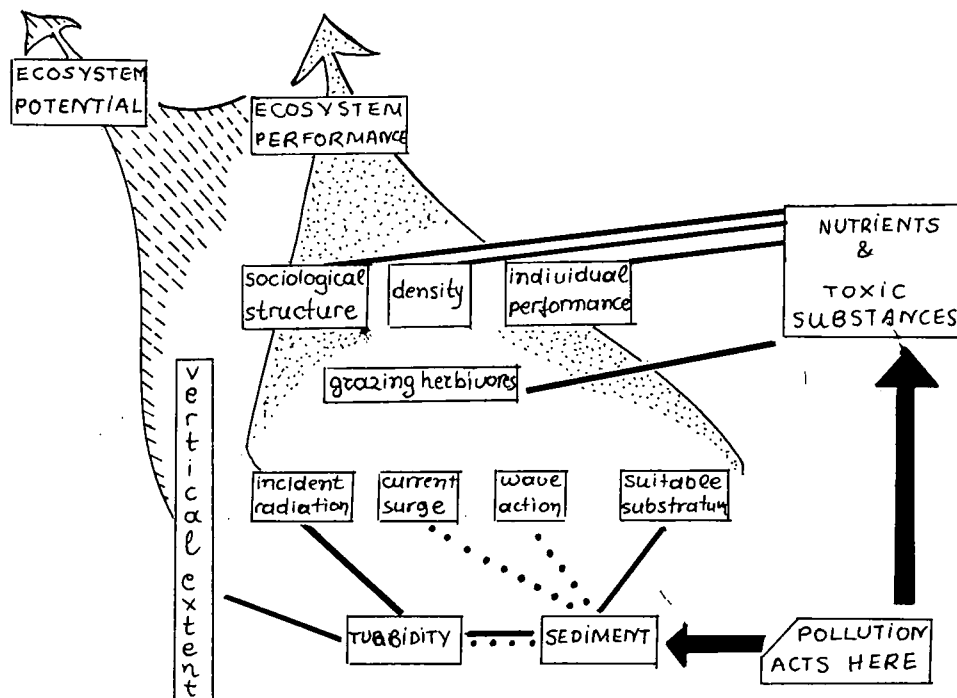 ECOSYSTEM
POTENTIAL
ECOSYSTEM
PERFORMANCE
NUTRIENTS
&
TOXIC
SUBSTANCES
sociological
structure
density
individual
performance
grazing herbivores
vertical extent
incident
radiation
current
surge
wave
action
suitable
substratum
TURBIDITY
SEDIMENT
POLLUTION
ACTS HERE